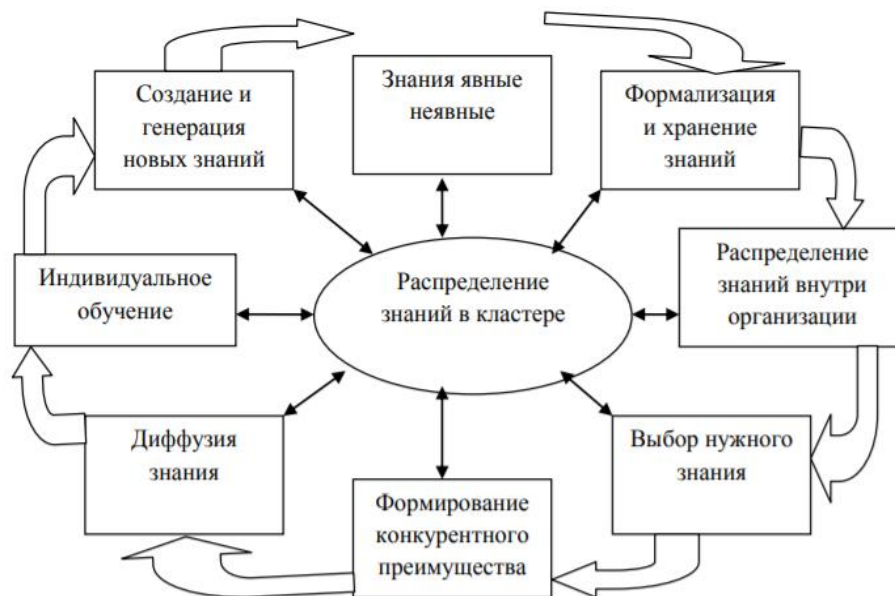 Создание и
генерация
новых знаний
Знания явные
неявные
Формализация
и хранение
знаний
Индивидуальное
обучение
Распределение
знаний в кластере
Распределение
знаний внутри
организации
Диффузия
знания
Формирование
конкурентного
преимущества
Выбор нужного
знания